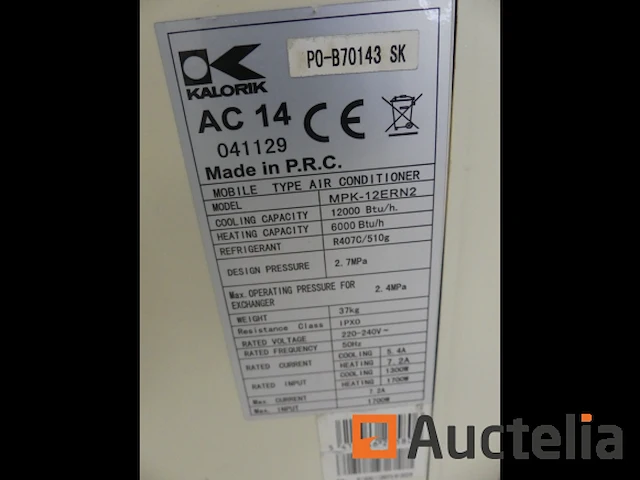 PO-B70143 SK
KALORIK
AC 14 CE
041129
Made in P.R.C.
MOBILE TYPE AIR CONDITIONER
MODEL MPK-12ERN2
COOLING CAPACITY 12000 Btu/h.
HEATING CAPACITY 6000 Btu/h
REFRIGERANT R407C/510g
DESIGN PRESSURE 2.7MPa
Max.OPERATING PRESSURE FOR 2.4MPa
EXCHANGER
WEIGHT 37kg
Resistance Class IPX0
RATED VOLTAGE 220-240V~
RATED FREQUENCY 50Hz
RATED CURRENT COOLING 5.4A
HEATING 7.2A
RATED INPUT COOLING 1300W
HEATING 1700W
Max. CURRENT 7.2A
Max. INPUT 1700W
Auctelia